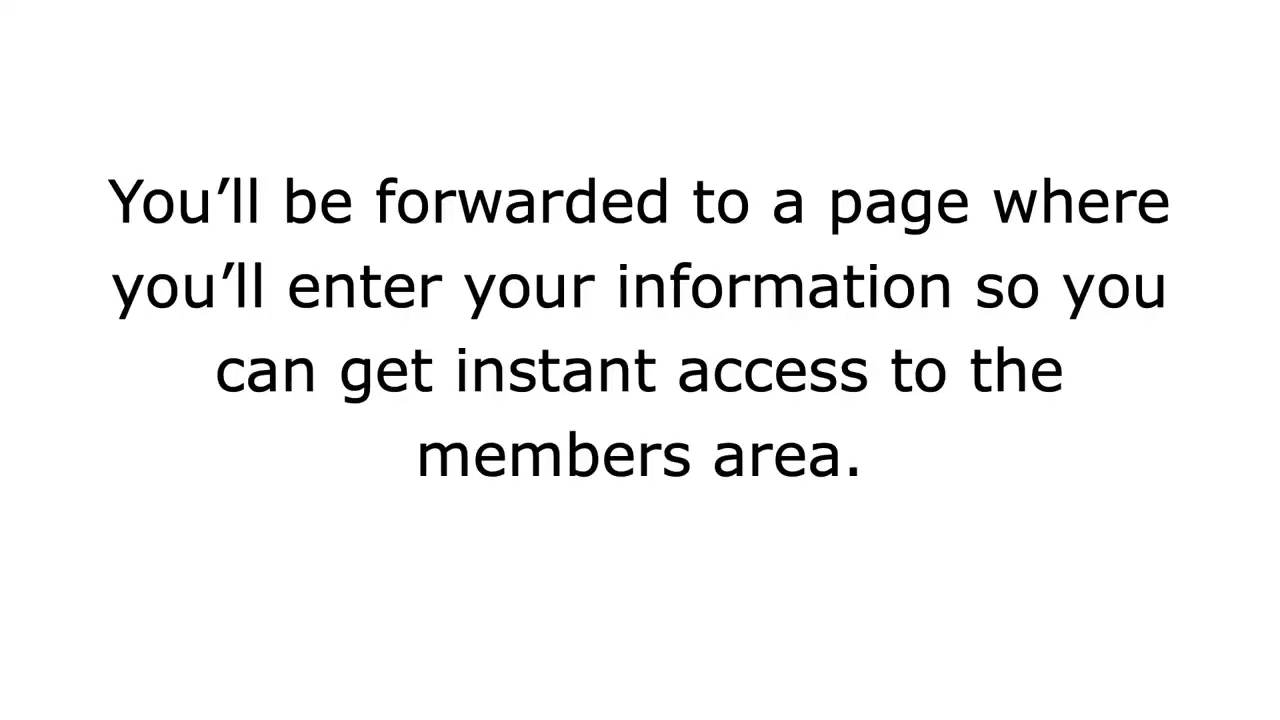 You’ll be forwarded to a page where
you’ll enter your information so you
can get instant access to the
members area.